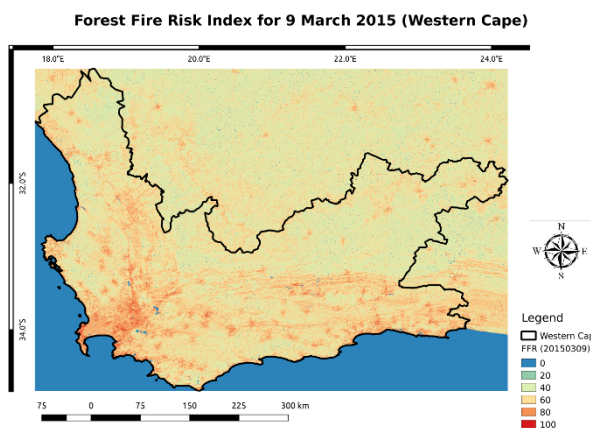 Forest Fire Risk Index for 9 March 2015 (Western Cape)
18.0°E 20.0°E 22.0°E 24.0°E
32.0°S
34.0°S
N
W E
S
Legend
Western Cap
FFR (20150309)
0
20
40
60
80
100
75 0 75 150 225 300 km